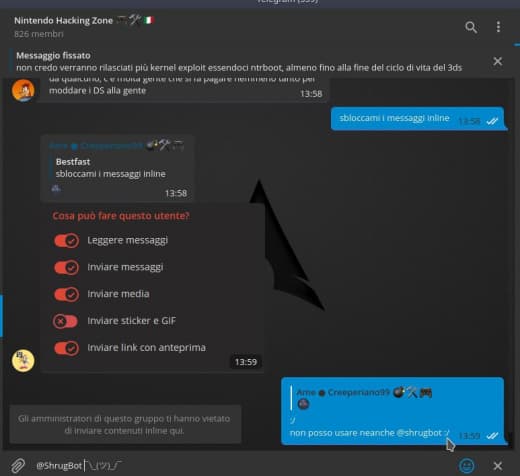 Telegram (359)
Nintendo Hacking Zone 🎮🛠🇮🇹
826 membri
Messaggio fissato
non credo verranno rilasciati più kernel exploit essendoci ntrboot, almeno fino alla fine del ciclo di vita del 3ds
da qualcuno, c'è molta gente che si fa pagare nemmeno tanto per
moddare i DS alla gente
13:58
sbloccami i messaggi inline
13:58
Ame ● Creeperiano99 💣🛠🎮
Bestfast
sbloccami i messaggi inline
13:58
Cosa può fare questo utente?
Leggere messaggi
Inviare messaggi
Inviare media
Inviare sticker e GIF
Inviare link con anteprima
13:59
Ame ● Creeperiano99 💣🛠🎮
:/
non posso usare neanche @shrugbot :/
13:59
Gli amministratori di questo gruppo ti hanno vietato
di inviare contenuti inline qui.
@ShrugBot ¯\_(ツ)_/¯